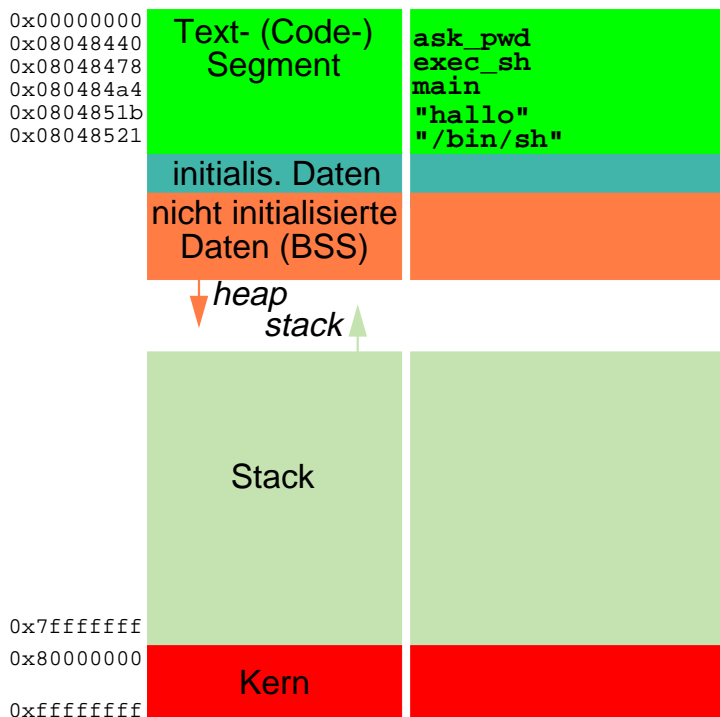 0x00000000
0x08048440
0x08048478
0x080484a4
0x0804851b
0x08048521
Text- (Code-)
Segment
ask_pwd
exec_sh
main
"hallo"
"/bin/sh"
initialis. Daten
nicht initialisierte
Daten (BSS)
heap
stack
Stack
0x7fffffff
0x80000000
Kern
0xffffffff